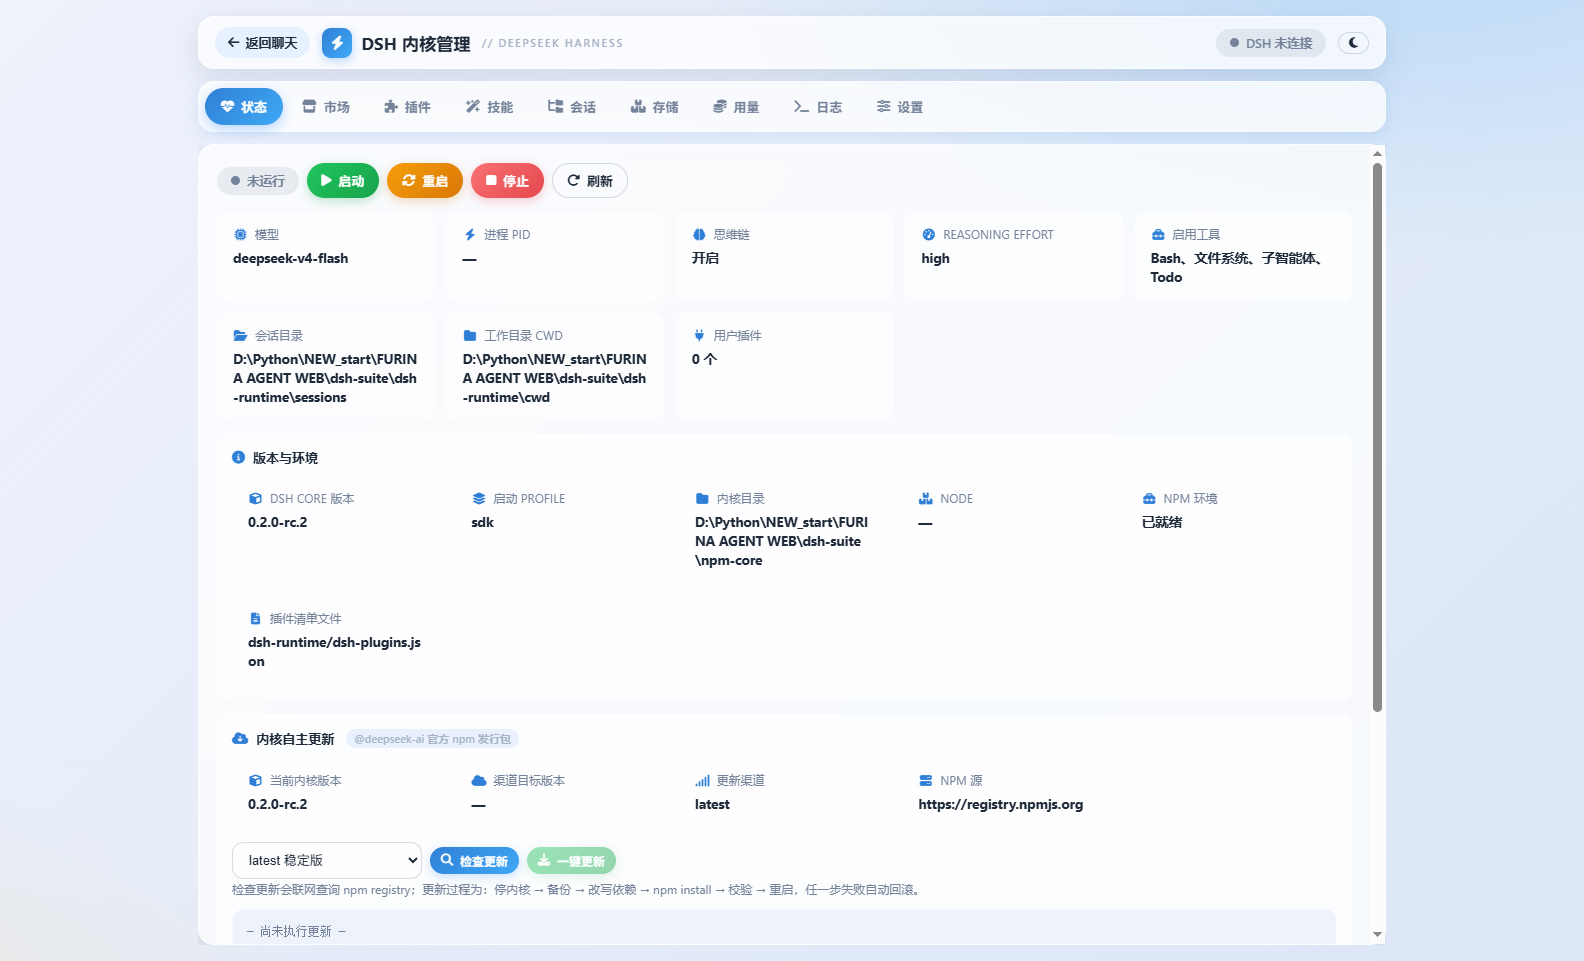 返回聊天
DSH 内核管理
// DEEPSEEK HARNESS
DSH 未连接
状态
市场
插件
技能
会话
存储
用量
日志
设置
未运行
启动
重启
停止
刷新
模型
deepseek-v4-flash
进程 PID
—
思维链
开启
REASONING EFFORT
high
启用工具
Bash、文件系统、子智能体、
Todo
会话目录
D:\Python\NEW_start\FURIN
A AGENT WEB\dsh-suite\dsh
-runtime\sessions
工作目录 CWD
D:\Python\NEW_start\FURIN
A AGENT WEB\dsh-suite\dsh
-runtime\cwd
用户插件
0 个
版本与环境
DSH CORE 版本
0.2.0-rc.2
启动 PROFILE
sdk
内核目录
D:\Python\NEW_start\FURI
NA AGENT WEB\dsh-suite
\npm-core
NODE
—
NPM 环境
已就绪
插件清单文件
dsh-runtime/dsh-plugins.js
on
内核自主更新
@deepseek-ai 官方 npm 发行包
当前内核版本
0.2.0-rc.2
渠道目标版本
—
更新渠道
latest
NPM 源
https://registry.npmjs.org
latest 稳定版
检查更新
一键更新
检查更新会联网查询 npm registry；更新过程为：停内核 → 备份 → 改写依赖 → npm install → 校验 → 重启，任一步失败自动回滚。
— 尚未执行更新 —